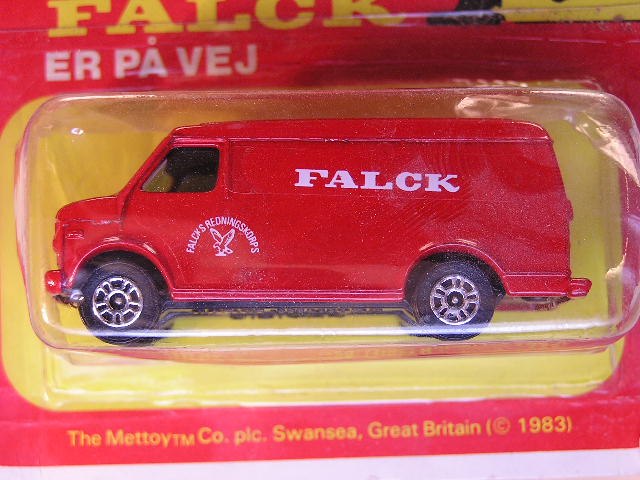 FALCK
ER PÅ VEJ
FALCK
FALCKS REDNINGSKORPS
The Mettoy™ Co. plc. Swansea, Great Britain (© 1983)